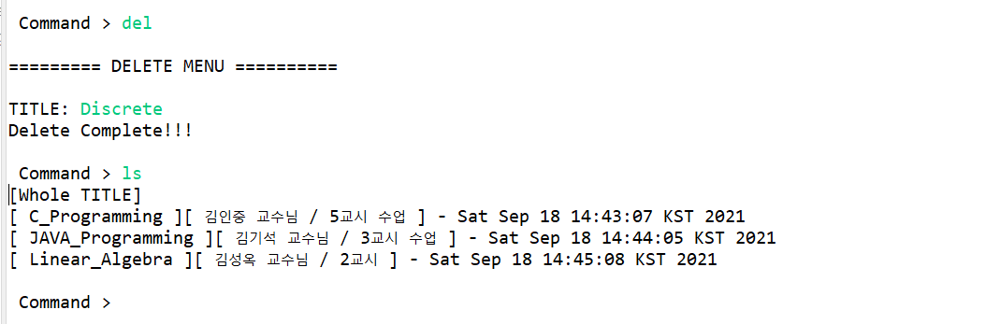 Command > del
========= DELETE MENU ==========
TITLE: Discrete
Delete Complete!!!
Command > ls
[Whole TITLE]
[ C_Programming ][ 김인중 교수님 / 5교시 수업 ] - Sat Sep 18 14:43:07 KST 2021
[ JAVA_Programming ][ 김기석 교수님 / 3교시 수업 ] - Sat Sep 18 14:44:05 KST 2021
[ Linear_Algebra ][ 김성옥 교수님 / 2교시 ] - Sat Sep 18 14:45:08 KST 2021
Command >